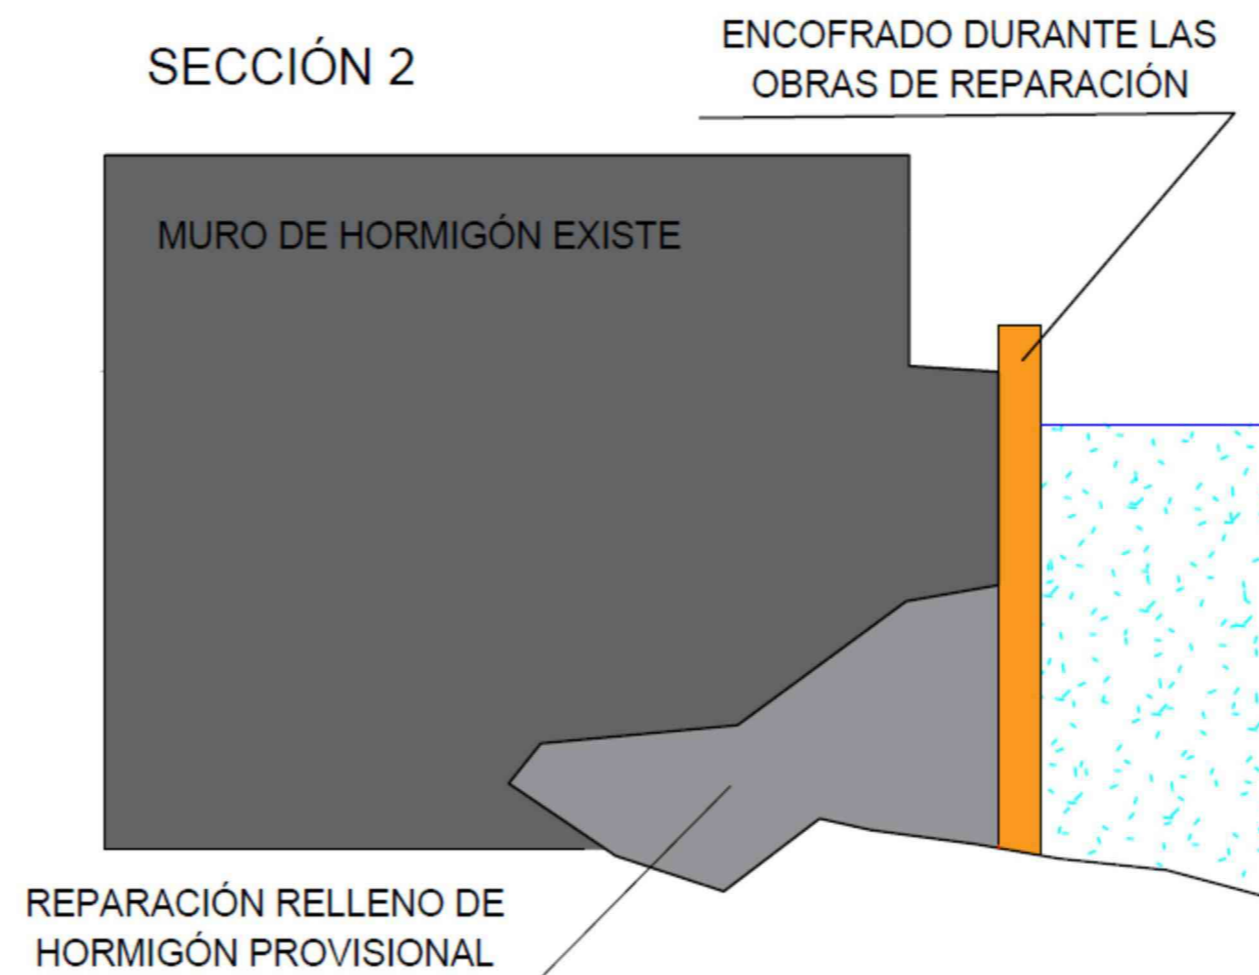 SECCIÓN 2
ENCOFRADO DURANTE LAS
OBRAS DE REPARACIÓN
MURO DE HORMIGÓN EXISTE
REPARACIÓN RELLENO DE
HORMIGÓN PROVISIONAL